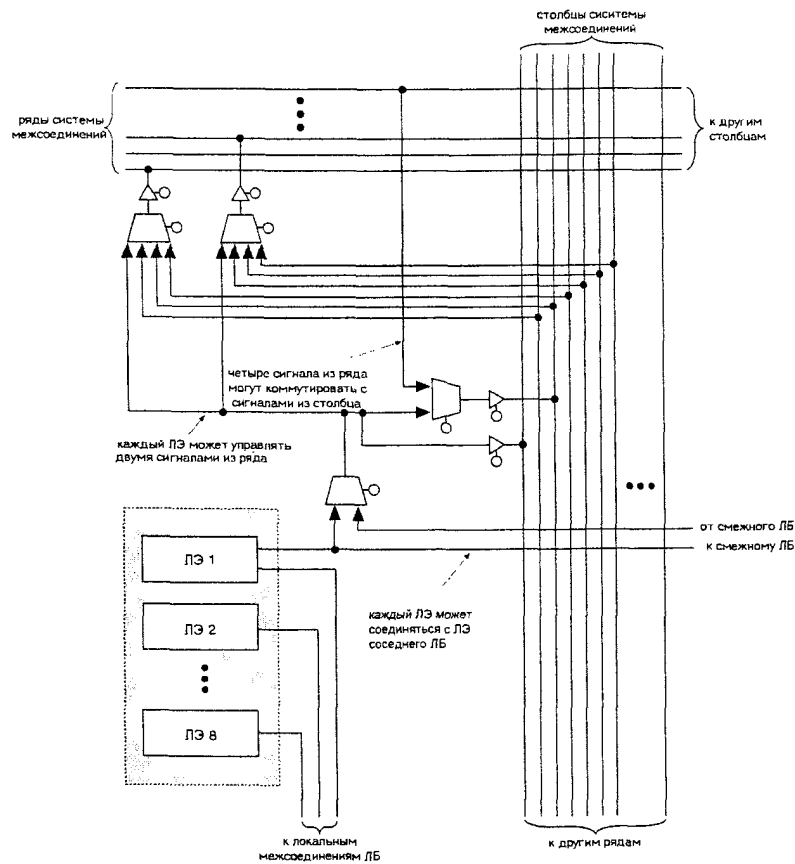 столбцы сиситемы
межсоединений
ряды системы
межсоединений
к другим
столбцам
четыре сигнала из ряда
могут коммутировать с
сигналами из столбца
каждый ЛЭ может управлять
двумя сигналами из ряда
от смежного ЛБ
к смежному ЛБ
ЛЭ 1
каждый ЛЭ может
соединяться с ЛЭ
соседнего ЛБ
ЛЭ 2
ЛЭ 8
к локальным
межсоединениям ЛБ
к другим рядам